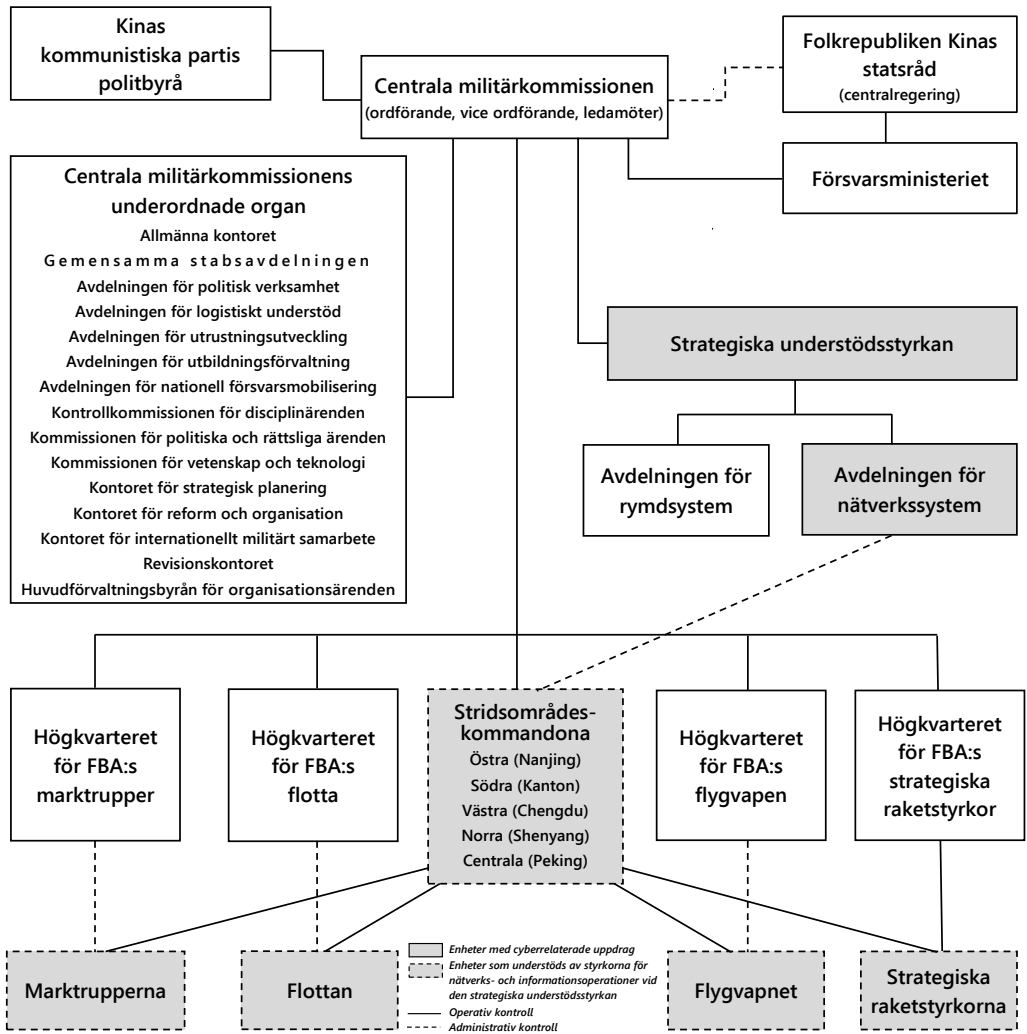 Kinas
kommunistiska partis
politbyrå
Centrala militärkommissionen
(ordförande, vice ordförande, ledamöter)
Folkrepubliken Kinas
statsråd
(centralregering)
Försvarsministeriet
Centrala militärkommissionens
underordnade organ
Allmänna kontoret
Gemensamma stabsavdelningen
Avdelningen för politisk verksamhet
Avdelningen för logistiskt understöd
Avdelningen för utrustningsutveckling
Avdelningen för utbildningsförvaltning
Avdelningen för nationell försvarsmobilisering
Kontrollkommissionen för disciplinärenden
Kommissionen för politiska och rättsliga ärenden
Kommissionen för vetenskap och teknologi
Kontoret för strategisk planering
Kontoret för reform och organisation
Kontoret för internationellt militärt samarbete
Revisionskontoret
Huvudförvaltningsbyrån för organisationsärenden
Strategiska understödsstyrkan
Avdelningen för
rymdsystem
Avdelningen för
nätverkssystem
Högkvarteret
för FBA:s
marktrupper
Högkvarteret
för FBA:s
flotta
Stridsområdes-
kommandona
Östra (Nanjing)
Södra (Kanton)
Västra (Chengdu)
Norra (Shenyang)
Centrala (Peking)
Högkvarteret
för FBA:s
flygvapen
Högkvarteret
för FBA:s
strategiska
raketstyrkor
Marktrupperna
Flottan
Enheter med cyberrelaterade uppdrag
Enheter som understöds av styrkorna för
nätverks- och informationsoperationer vid
den strategiska understödsstyrkan
Operativ kontroll
Administrativ kontroll
Flygvapnet
Strategiska
raketstyrkorna